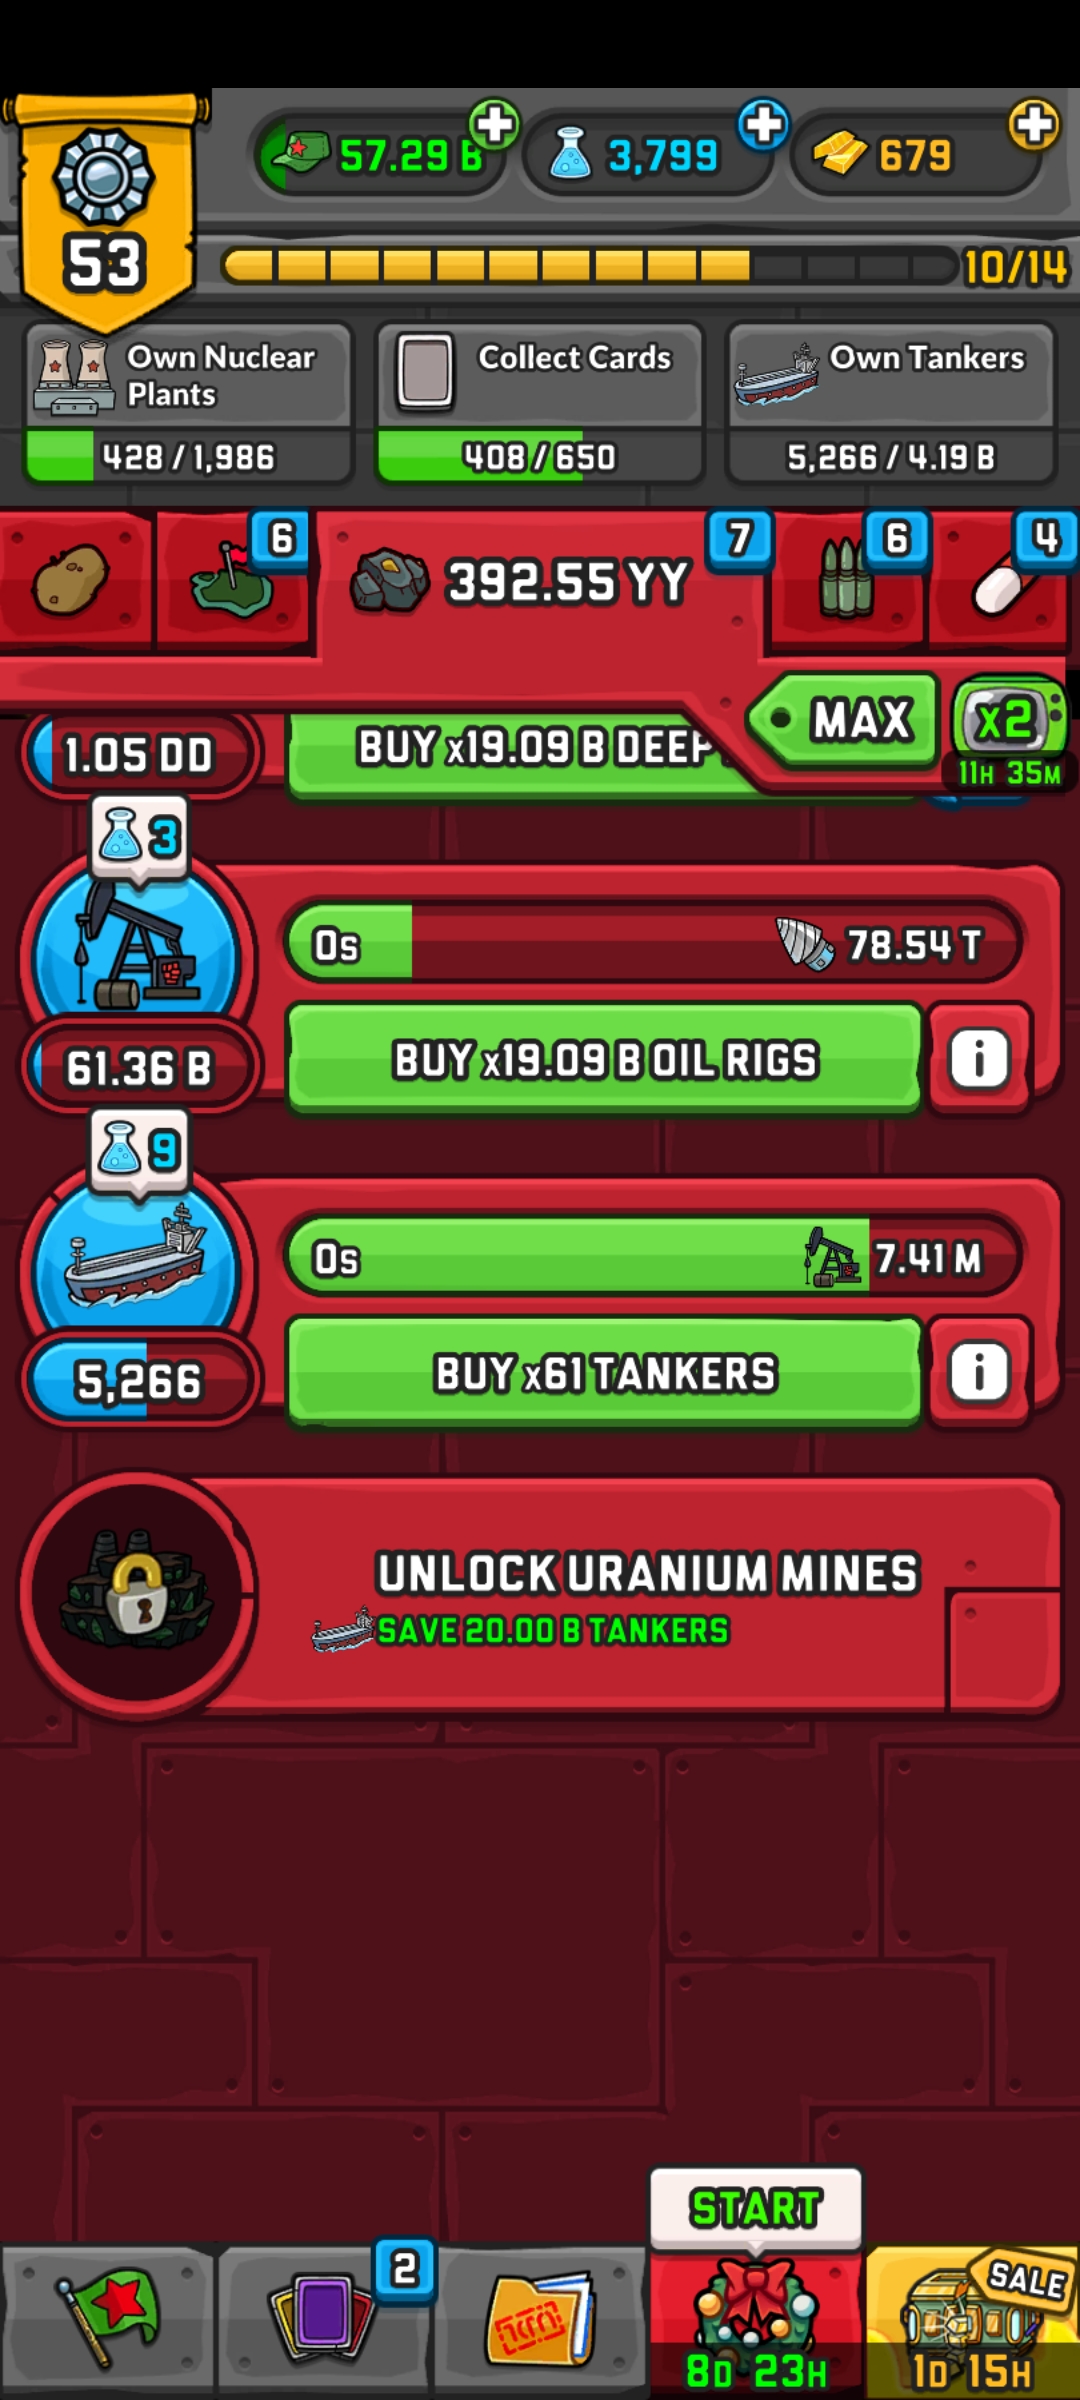 53
57.29 B
3,799
679
10/14
Own Nuclear
Plants
428 / 1,986
Collect Cards
408 / 650
Own Tankers
5,266 / 4.19 B
6
392.55 YY
7
6
4
MAX
x2
11H 35M
1.05 DD
BUY x19.09 B DEEP
3
0s
78.54 T
61.36 B
BUY x19.09 B OIL RIGS
i
9
0s
7.41 M
5,266
BUY x61 TANKERS
i
UNLOCK URANIUM MINES
SAVE 20.00 B TANKERS
START
2
SALE
8D 23H
1D 15H